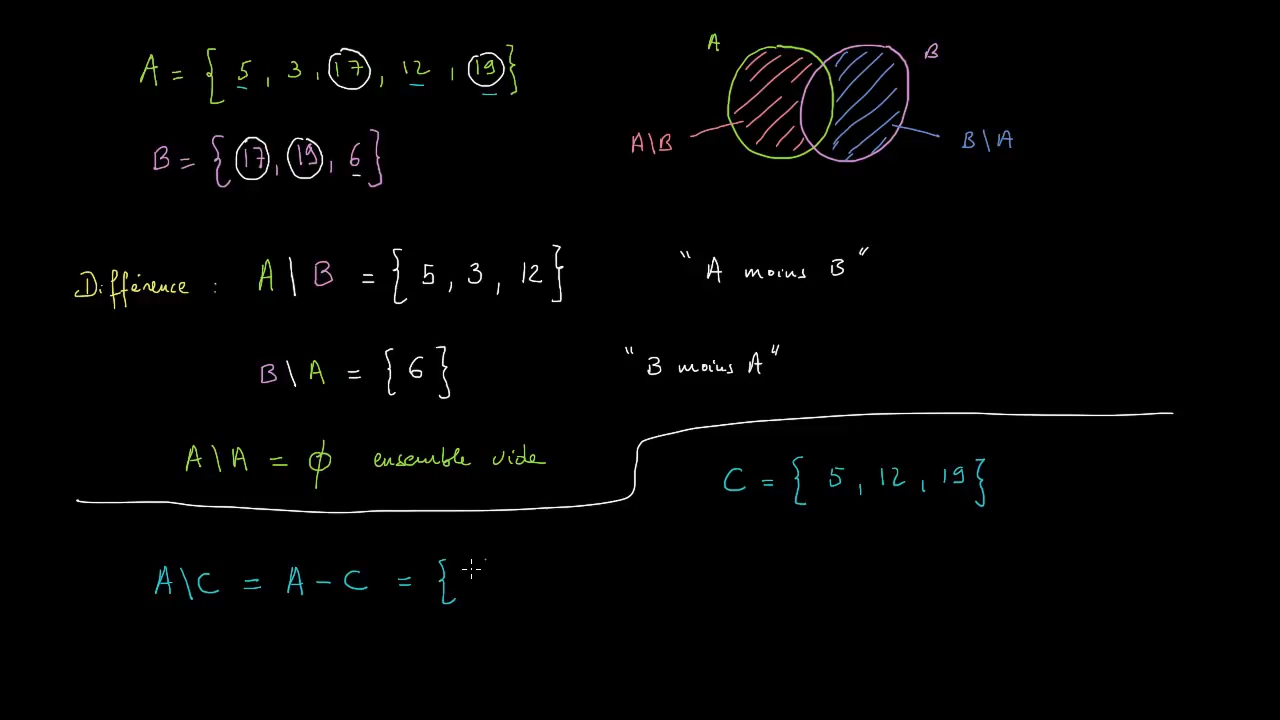 A = { 5 , 3 , 17 , 12 , 19 }
A
B
B = { 17 , 19 , 6 }
A\B
B\A
Différence : A \ B = { 5 , 3 , 12 }
" A moins B "
B \ A = { 6 }
" B moins A "
A \ A = ϕ ensemble vide
C = { 5 , 12 , 19 }
A\C = A - C = {